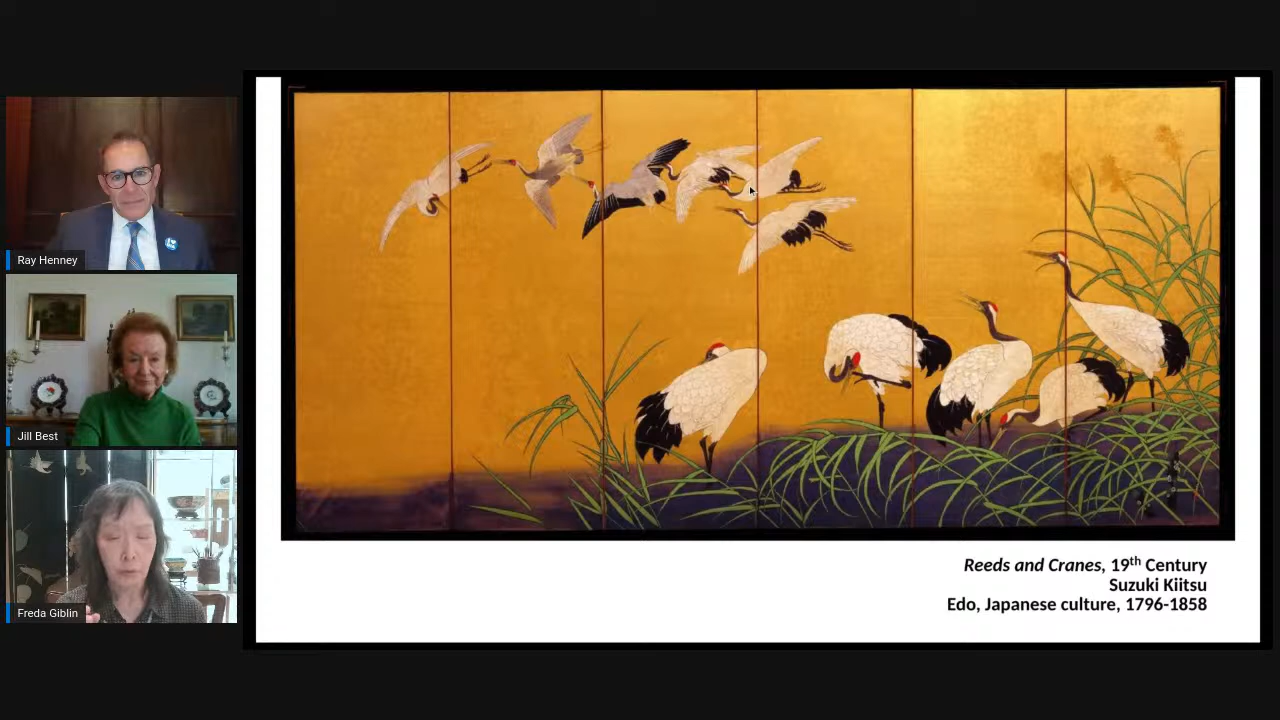 Ray Henney
Jill Best
Freda Giblin
Reeds and Cranes, 19th Century
Suzuki Kiitsu
Edo, Japanese culture, 1796-1858